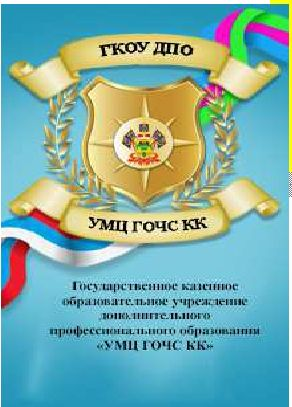 ГКОУ ДПО
УМЦ ГОЧС КК
Государственное казенное
образовательное учреждение
дополнительного
профессионального образования
«УМЦ ГОЧС КК»